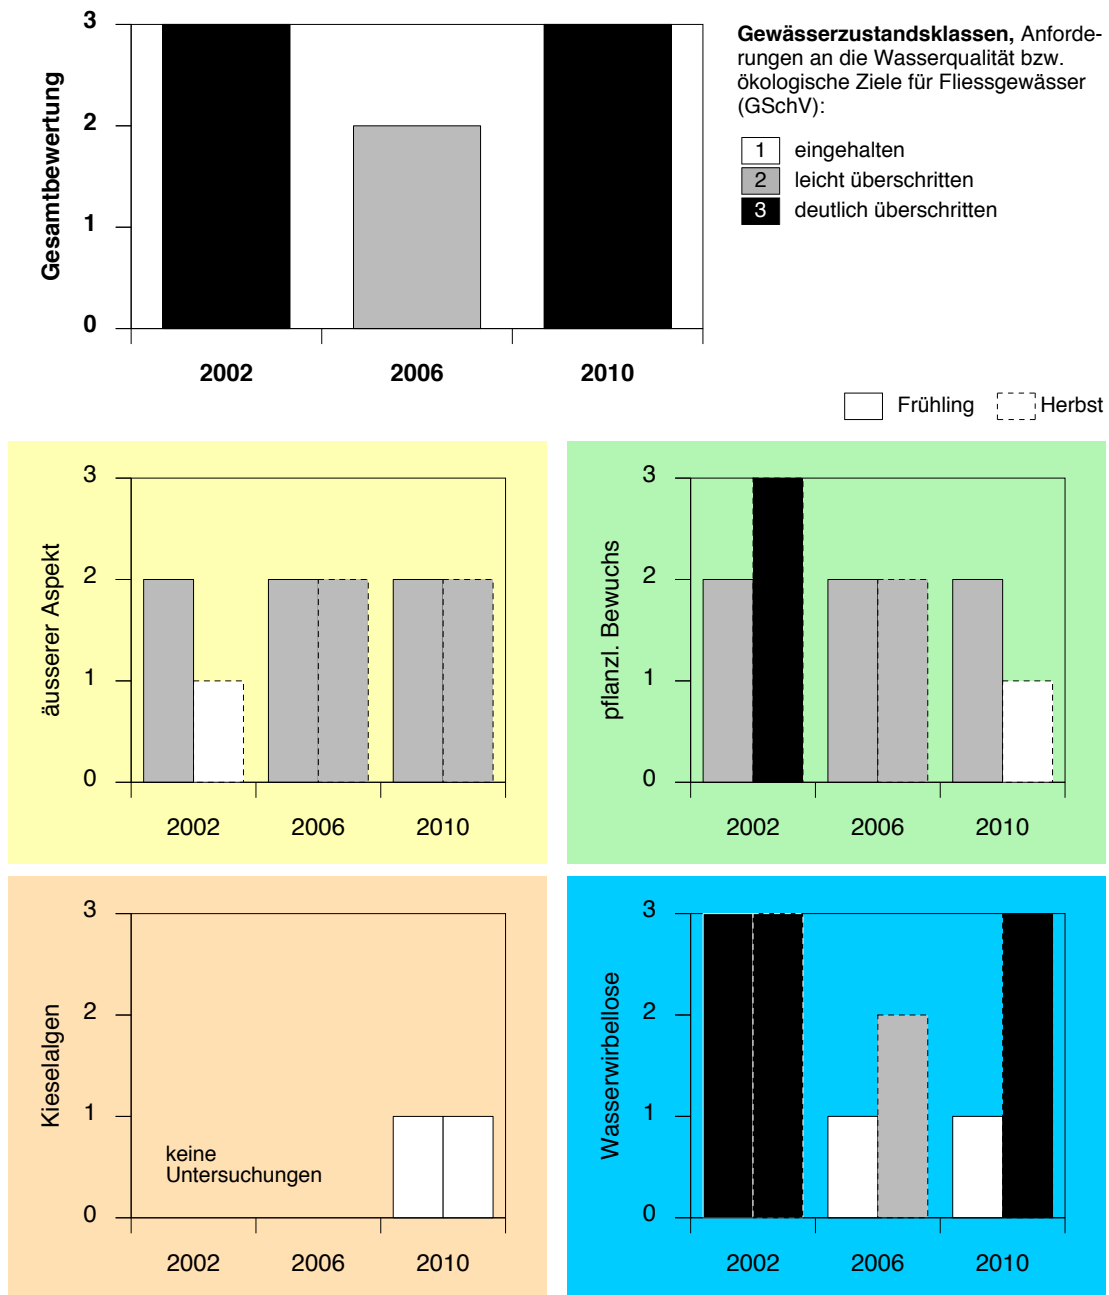 3
2
1
0
Gesamtbewertung
2002
2006
2010
Gewässerzustandsklassen, Anforde-
rungen an die Wasserqualität bzw.
ökologische Ziele für Fliessgewässer
(GSchV):
1 eingehalten
2 leicht überschritten
3 deutlich überschritten
Frühling
Herbst
3
2
1
0
äusserer Aspekt
2002
2006
2010
3
2
1
0
pflanzl. Bewuchs
2002
2006
2010
3
2
1
0
Kieselalgen
keine
Untersuchungen
2002
2006
2010
3
2
1
0
Wasserwirbellose
2002
2006
2010